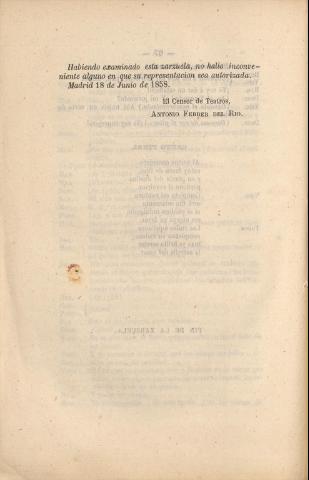 Habiendo examinado esta zarzuela, no hallo inconve-
niente alguno en que su representacion sea autorizada.
Madrid 18 de Junio de 1858.
El Censor de Teatros,
ANTONIO FERRER DEL RIO.